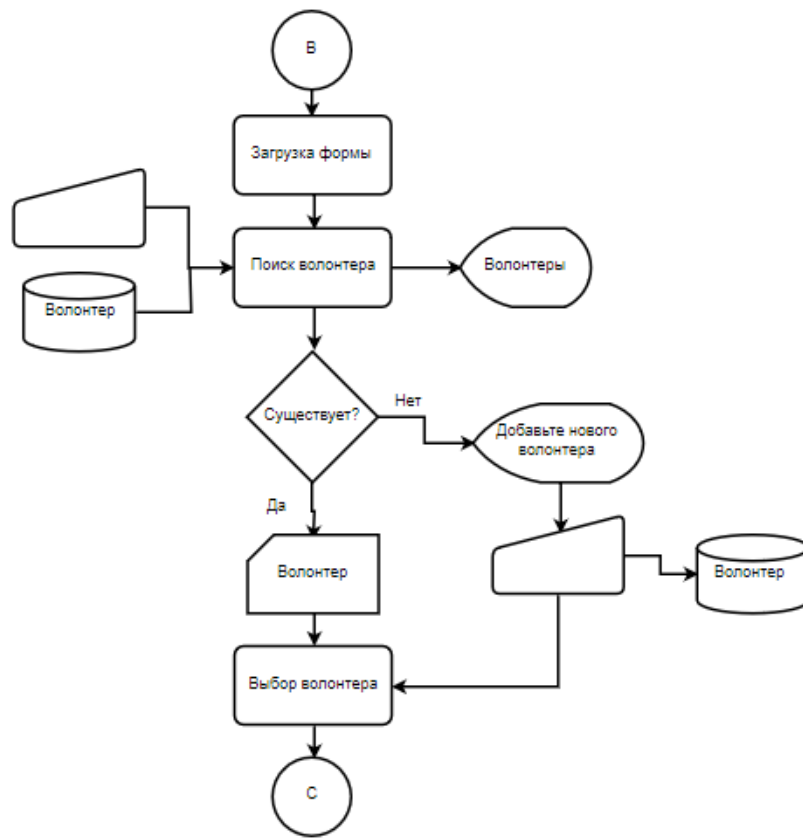 В
Загрузка формы
Поиск волонтера
Волонтеры
Волонтер
Существует?
Нет
Добавьте нового
волонтера
Да
Волонтер
Волонтер
Выбор волонтера
С